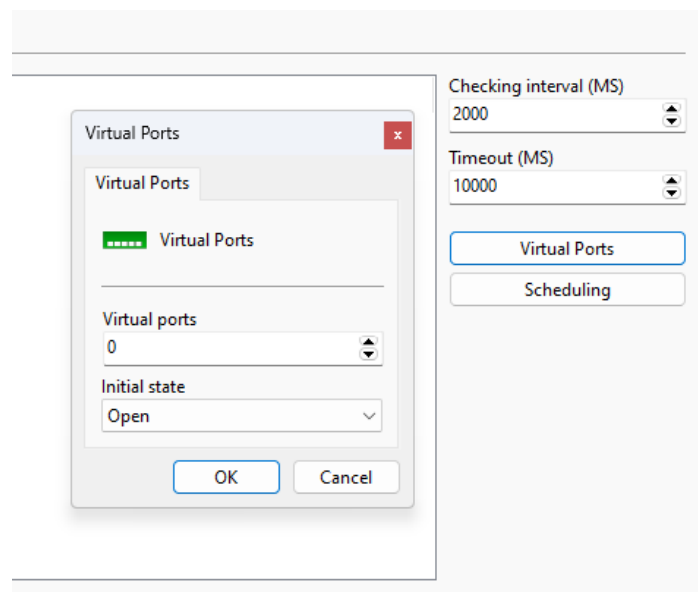 Checking interval (MS)
2000
Timeout (MS)
10000
Virtual Ports
Scheduling
Virtual Ports
x
Virtual Ports
Virtual Ports
Virtual ports
0
Initial state
Open
OK
Cancel